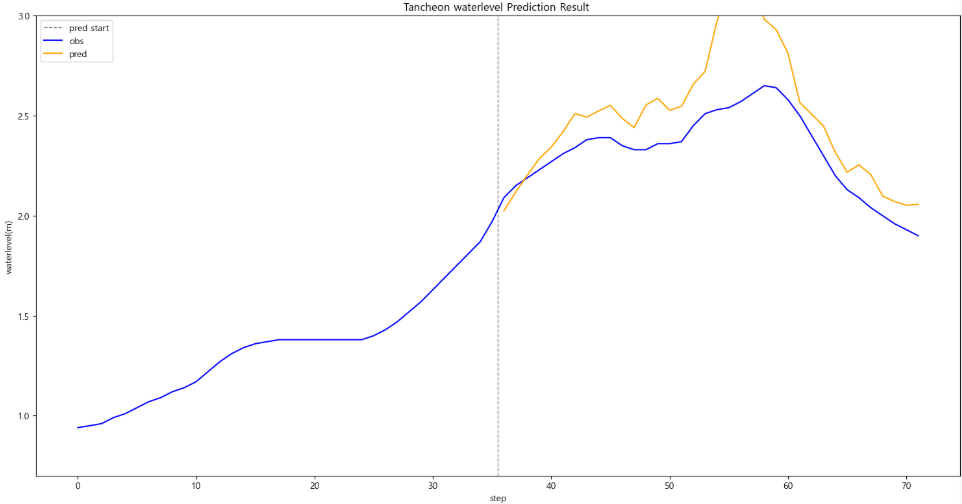 Tancheon waterlevel Prediction Result
pred start
obs
pred
waterlevel(m)
3.0
2.5
2.0
1.5
1.0
0 10 20 30 40 50 60 70
step